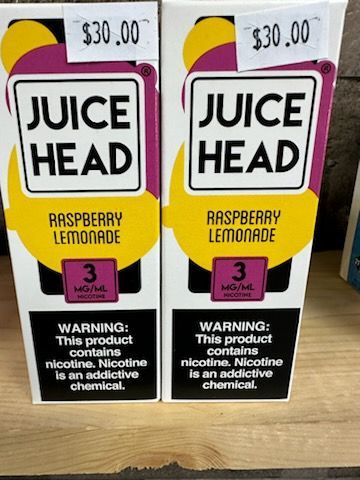 $30.00
JUICE
HEAD®
RASPBERRY
LEMONADE
3
MG/ML
NICOTINE
WARNING:
This product
contains
nicotine. Nicotine
is an addictive
chemical.
$30.00
JUICE
HEAD®
RASPBERRY
LEMONADE
3
MG/ML
NICOTINE
WARNING:
This product
contains
nicotine. Nicotine
is an addictive
chemical.